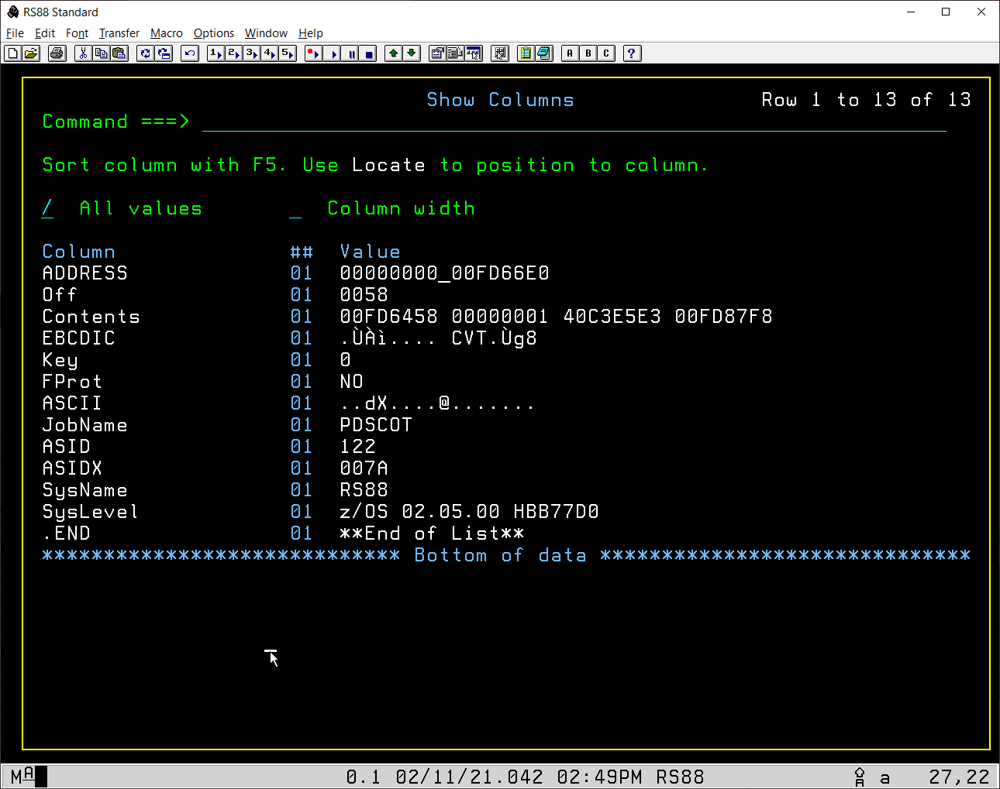 RS88 Standard
File Edit Font Transfer Macro Options Window Help
1 2 3 4 5 A B C ?
Show Columns Row 1 to 13 of 13
Command ===>
Sort column with F5. Use Locate to position to column.
/ All values _ Column width
Column ## Value
ADDRESS 01 00000000_00FD66E0
Off 01 0058
Contents 01 00FD6458 00000001 40C3E5E3 00FD87F8
EBCDIC 01 .ÙÀì.... CVT.Ùg8
Key 01 0
FProt 01 NO
ASCII 01 ..dX....@.......
JobName 01 PDSCOT
ASID 01 122
ASIDX 01 007A
SysName 01 RS88
SysLevel 01 z/OS 02.05.00 HBB77D0
.END 01 **End of List**
***************************** Bottom of data ******************************
MA 0.1 02/11/21.042 02:49PM RS88 A a 27,22